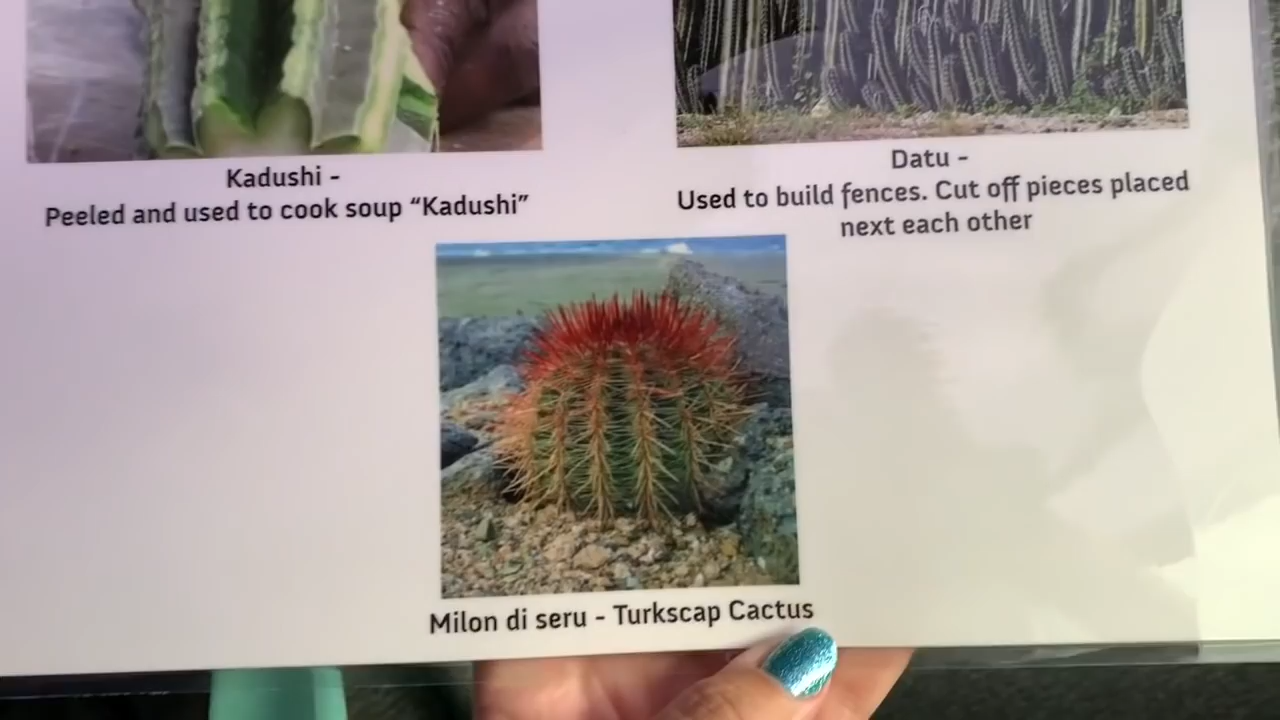 Kadushi -
Peeled and used to cook soup “Kadushi”
Datu -
Used to build fences. Cut off pieces placed
next each other
Milon di seru - Turkscap Cactus